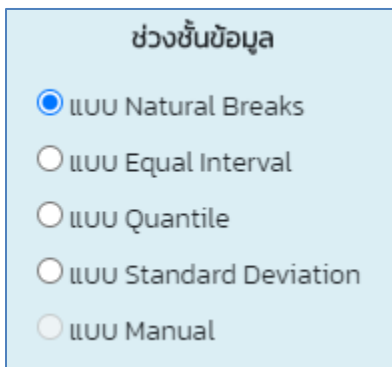 ช่วงชั้นข้อมูล
แบบ Natural Breaks
แบบ Equal Interval
แบบ Quantile
แบบ Standard Deviation
แบบ Manual